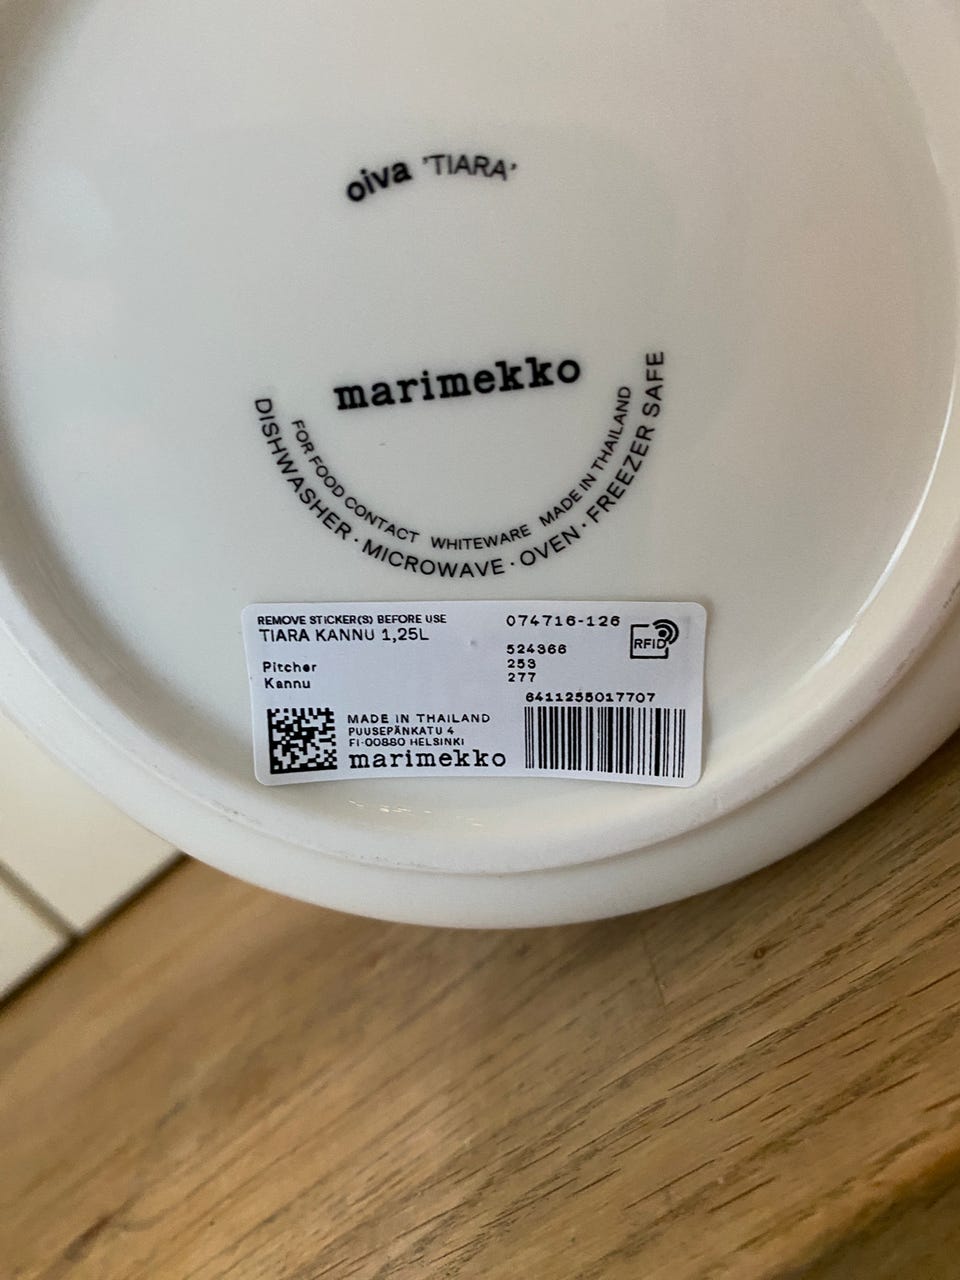 oiva 'TIARA'
marimekko
FOR FOOD CONTACT WHITEWARE MADE IN THAILAND
DISHWASHER · MICROWAVE · OVEN · FREEZER SAFE
REMOVE STICKER(S) BEFORE USE
TIARA KANNU 1,25L
074716-126
RFID
Pitcher
Kannu
524366
253
277
6411255017707
MADE IN THAILAND
PUUSEPÄNKATU 4
FI-00880 HELSINKI
marimekko